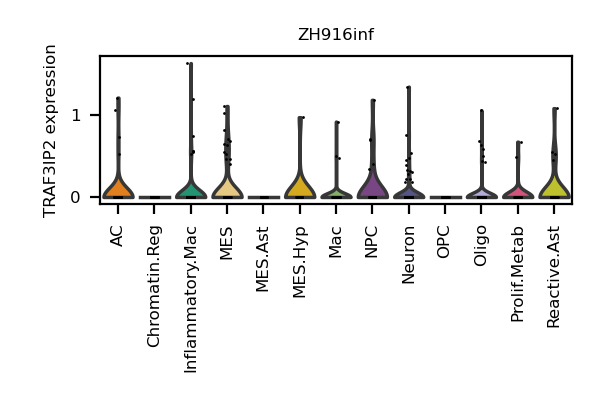 ZH916inf
TRAF3IP2 expression
1
0
AC
Chromatin.Reg
Inflammatory.Mac
MES
MES.Ast
MES.Hyp
Mac
NPC
Neuron
OPC
Oligo
Prolif.Metab
Reactive.Ast